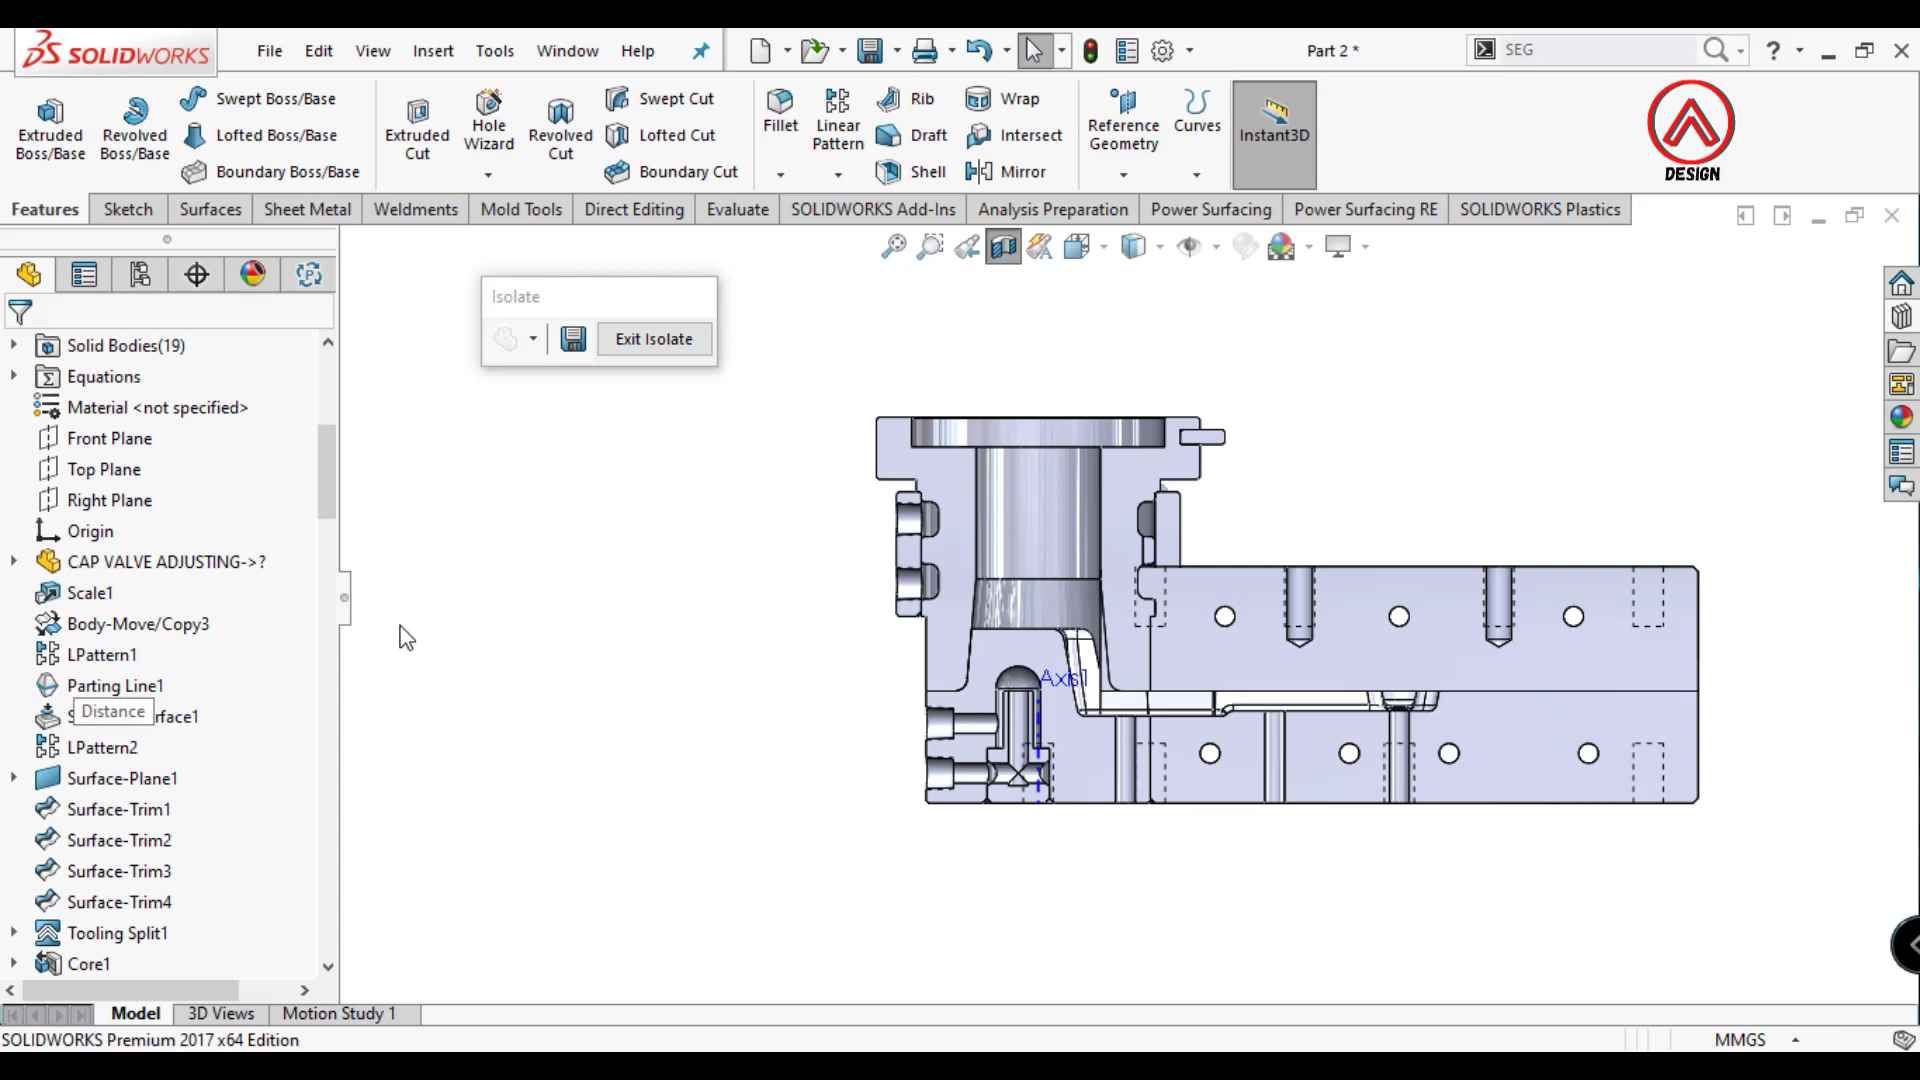 SOLIDWORKS
File Edit View Insert Tools Window Help
Part 2 *
SEG
Extruded Boss/Base
Revolved Boss/Base
Swept Boss/Base
Lofted Boss/Base
Boundary Boss/Base
Extruded Cut
Hole Wizard
Revolved Cut
Swept Cut
Lofted Cut
Boundary Cut
Fillet
Linear Pattern
Rib
Draft
Shell
Wrap
Intersect
Mirror
Reference Geometry
Curves
Instant3D
DESIGN
Features Sketch Surfaces Sheet Metal Weldments Mold Tools Direct Editing Evaluate SOLIDWORKS Add-Ins Analysis Preparation Power Surfacing Power Surfacing RE SOLIDWORKS Plastics
Isolate
Exit Isolate
Solid Bodies(19)
Equations
Material <not specified>
Front Plane
Top Plane
Right Plane
Origin
CAP VALVE ADJUSTING->?
Scale1
Body-Move/Copy3
LPattern1
Parting Line1
Distance
rface1
LPattern2
Surface-Plane1
Surface-Trim1
Surface-Trim2
Surface-Trim3
Surface-Trim4
Tooling Split1
Core1
Axis1
Model 3D Views Motion Study 1
SOLIDWORKS Premium 2017 x64 Edition
MMGS